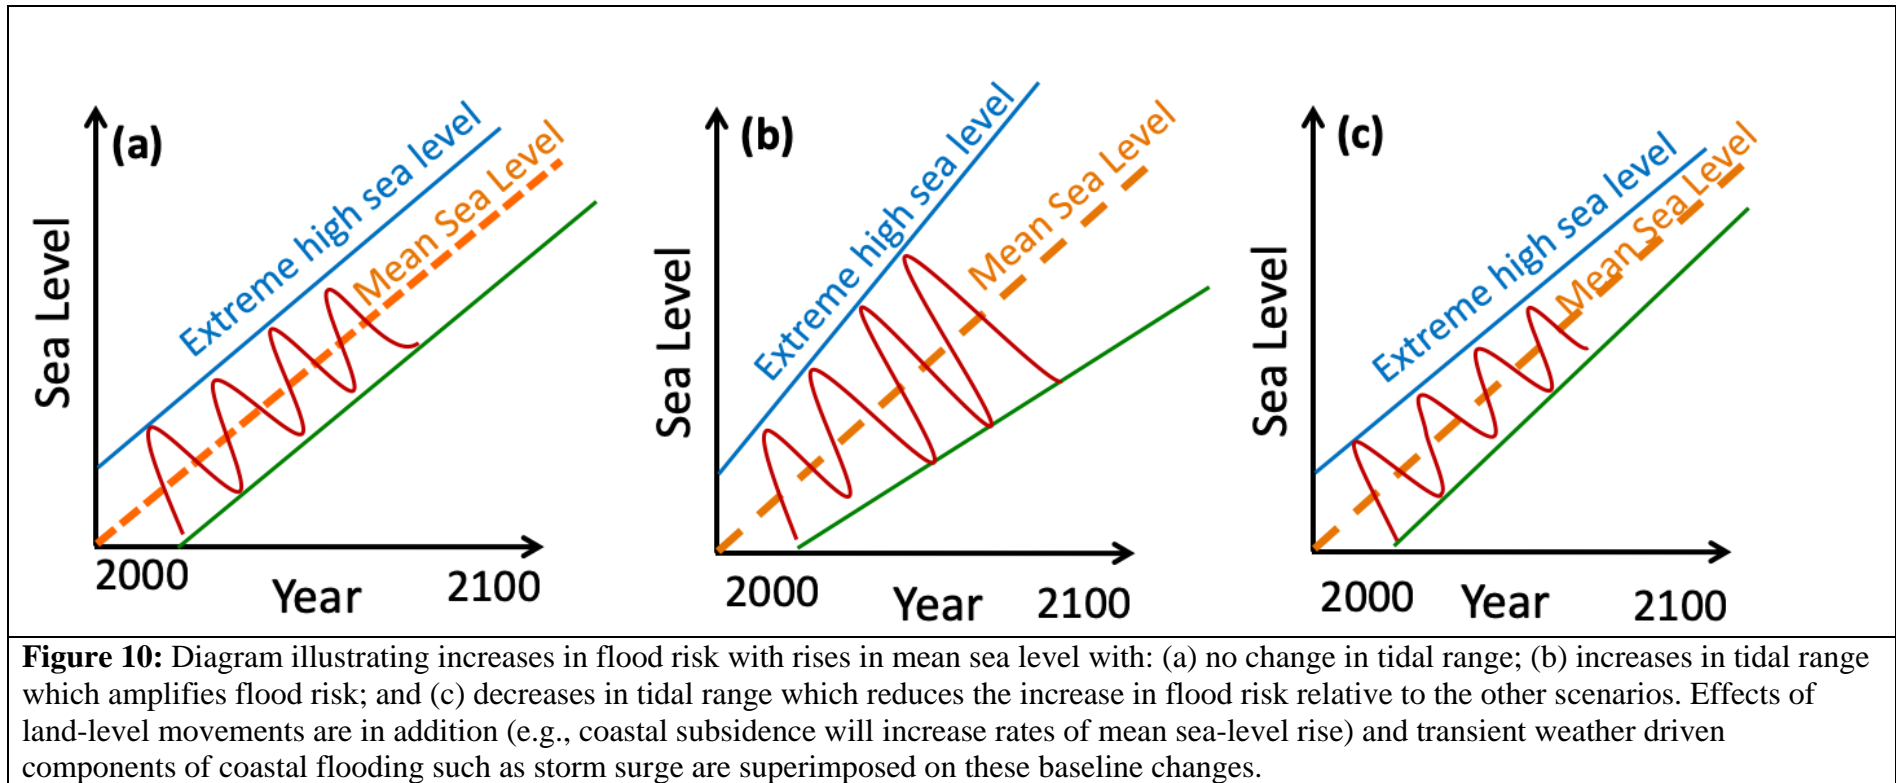 (a)
Extreme high sea level
Mean Sea Level
Sea Level
2000
Year
2100
(b)
Extreme high sea level
Mean Sea Level
Sea Level
2000
Year
2100
(c)
Extreme high sea level
Mean Sea Level
Sea Level
2000
Year
2100
Figure 10: Diagram illustrating increases in flood risk with rises in mean sea level with: (a) no change in tidal range; (b) increases in tidal range
which amplifies flood risk; and (c) decreases in tidal range which reduces the increase in flood risk relative to the other scenarios. Effects of
land-level movements are in addition (e.g., coastal subsidence will increase rates of mean sea-level rise) and transient weather driven
components of coastal flooding such as storm surge are superimposed on these baseline changes.